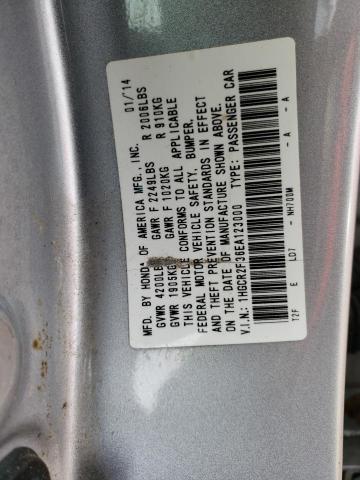 MFD. BY HONDA OF AMERICA MFG., INC. 01/14
GVWR 4200LBS GAWR F 2249LBS R 2006LBS
GVWR 1905KG GAWR F 1020KG R 910KG
THIS VEHICLE CONFORMS TO ALL APPLICABLE
FEDERAL MOTOR VEHICLE SAFETY, BUMPER,
AND THEFT PREVENTION STANDARDS IN EFFECT
ON THE DATE OF MANUFACTURE SHOWN ABOVE.
V.I.N.: 1HGCR2F38EA123000 TYPE: PASSENGER CAR
T2F E LD7 - NH700M - A - A